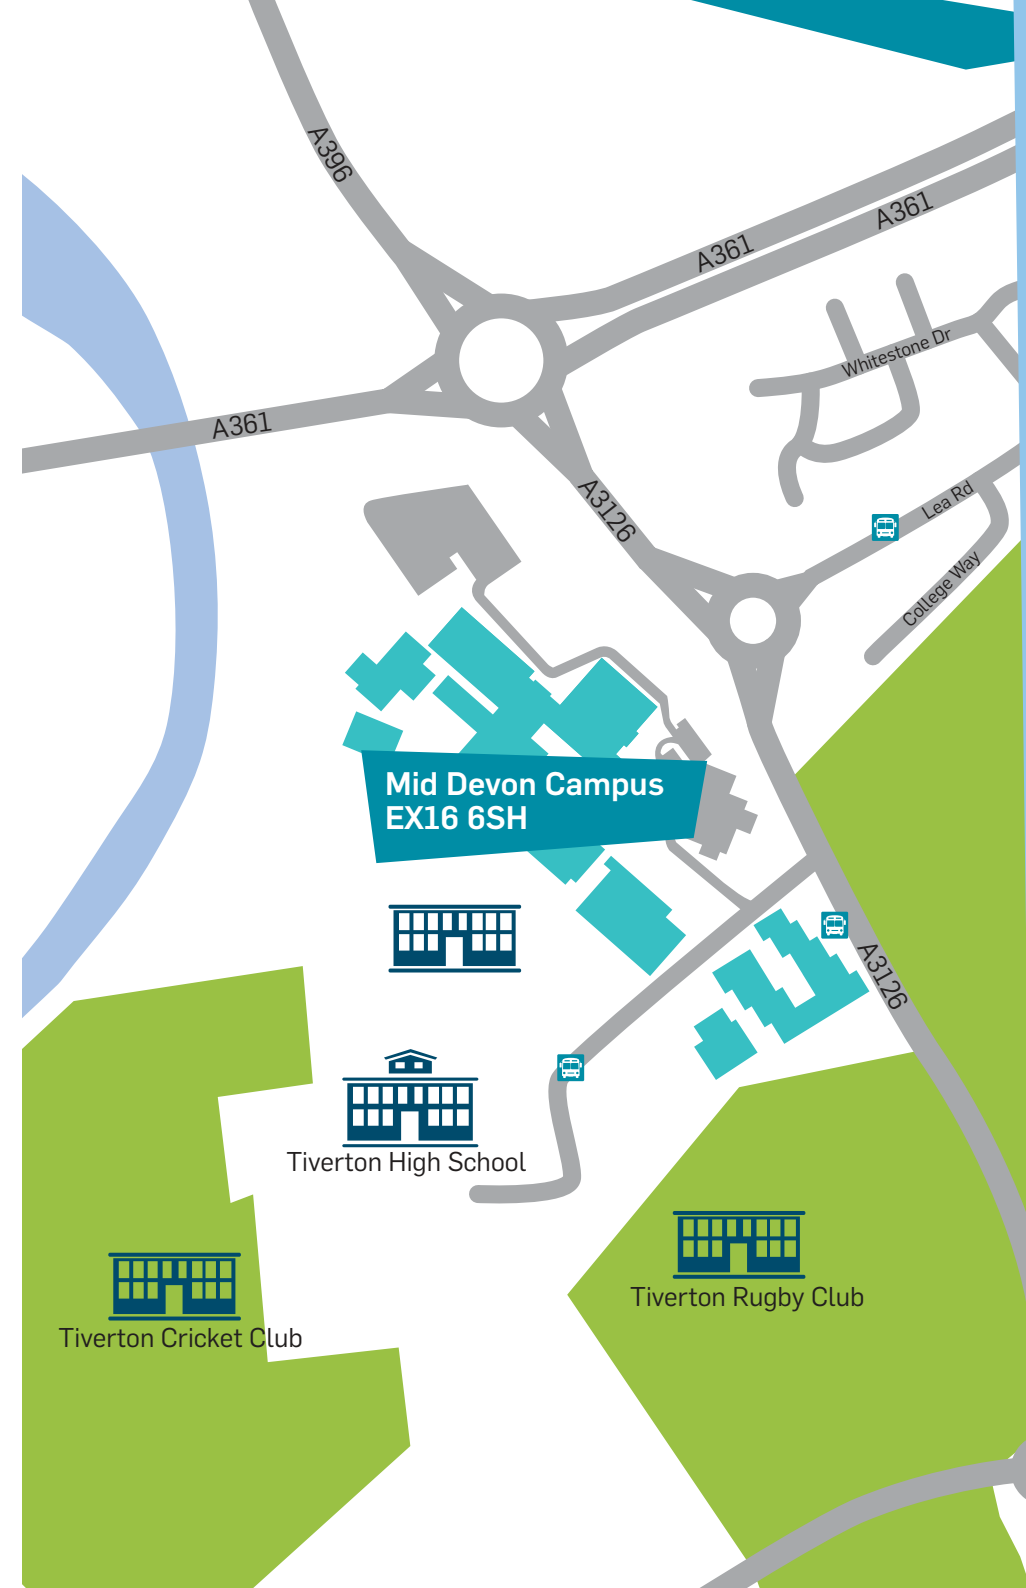 A396
A361
A361
Whitestone Dr
A361
A3126
Lea Rd
College Way
Mid Devon Campus
EX16 6SH
A3126
Tiverton High School
Tiverton Rugby Club
Tiverton Cricket Club